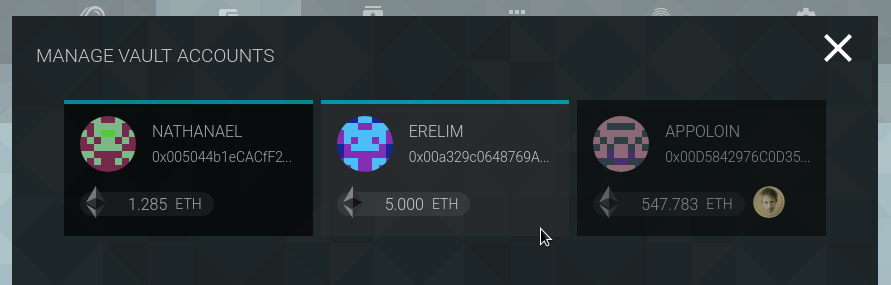 MANAGE VAULT ACCOUNTS
NATHANAEL
0x005044b1eCACfF2...
1.285 ETH
ERELIM
0x00a329c0648769A...
5.000 ETH
APPOLOIN
0x00D5842976C0D35...
547.783 ETH